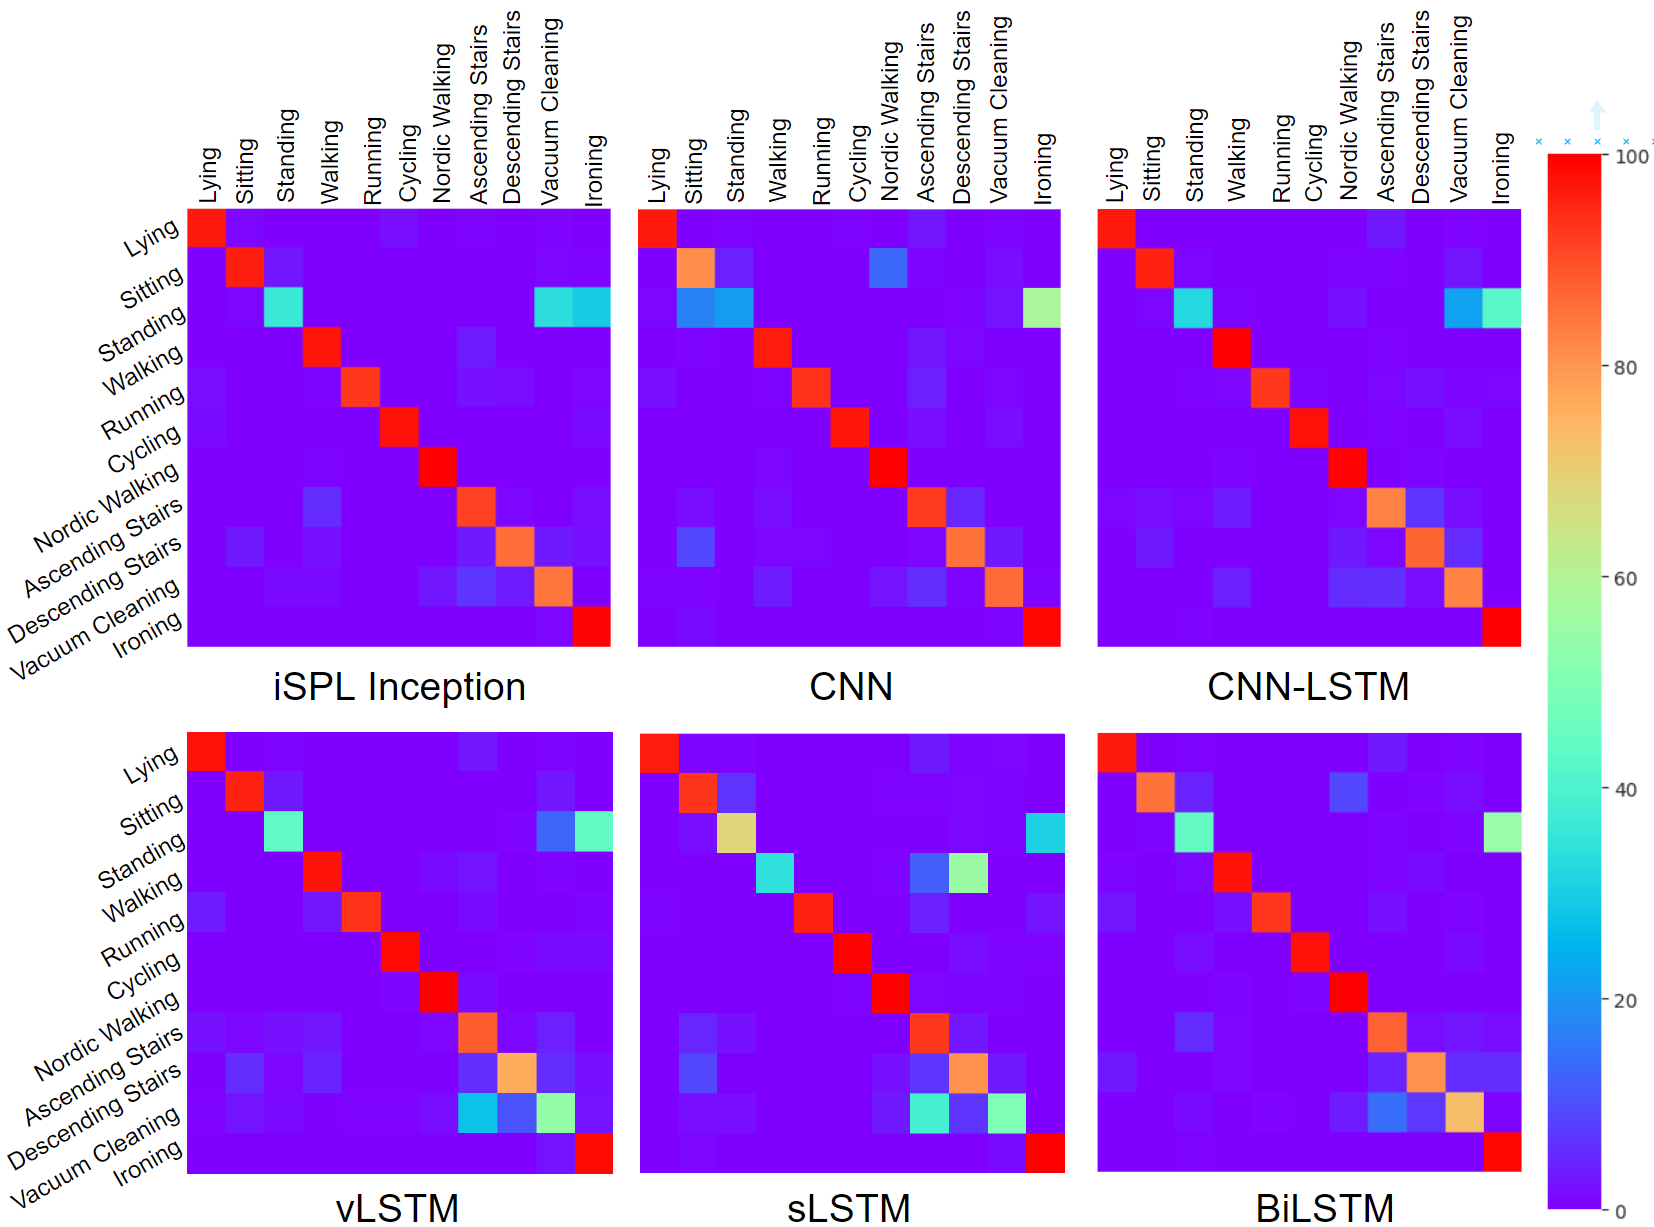 Lying
Sitting
Standing
Walking
Running
Cycling
Nordic Walking
Ascending Stairs
Descending Stairs
Vacuum Cleaning
Ironing
Lying
Sitting
Standing
Walking
Running
Cycling
Nordic Walking
Ascending Stairs
Descending Stairs
Vacuum Cleaning
Ironing
Lying
Sitting
Standing
Walking
Running
Cycling
Nordic Walking
Ascending Stairs
Descending Stairs
Vacuum Cleaning
Ironing
Lying
Sitting
Standing
Walking
Running
Cycling
Nordic Walking
Ascending Stairs
Descending Stairs
Vacuum Cleaning
Ironing
iSPL Inception
CNN
CNN-LSTM
Lying
Sitting
Standing
Walking
Running
Cycling
Nordic Walking
Ascending Stairs
Descending Stairs
Vacuum Cleaning
Ironing
vLSTM
sLSTM
BiLSTM
100
80
60
40
20
0